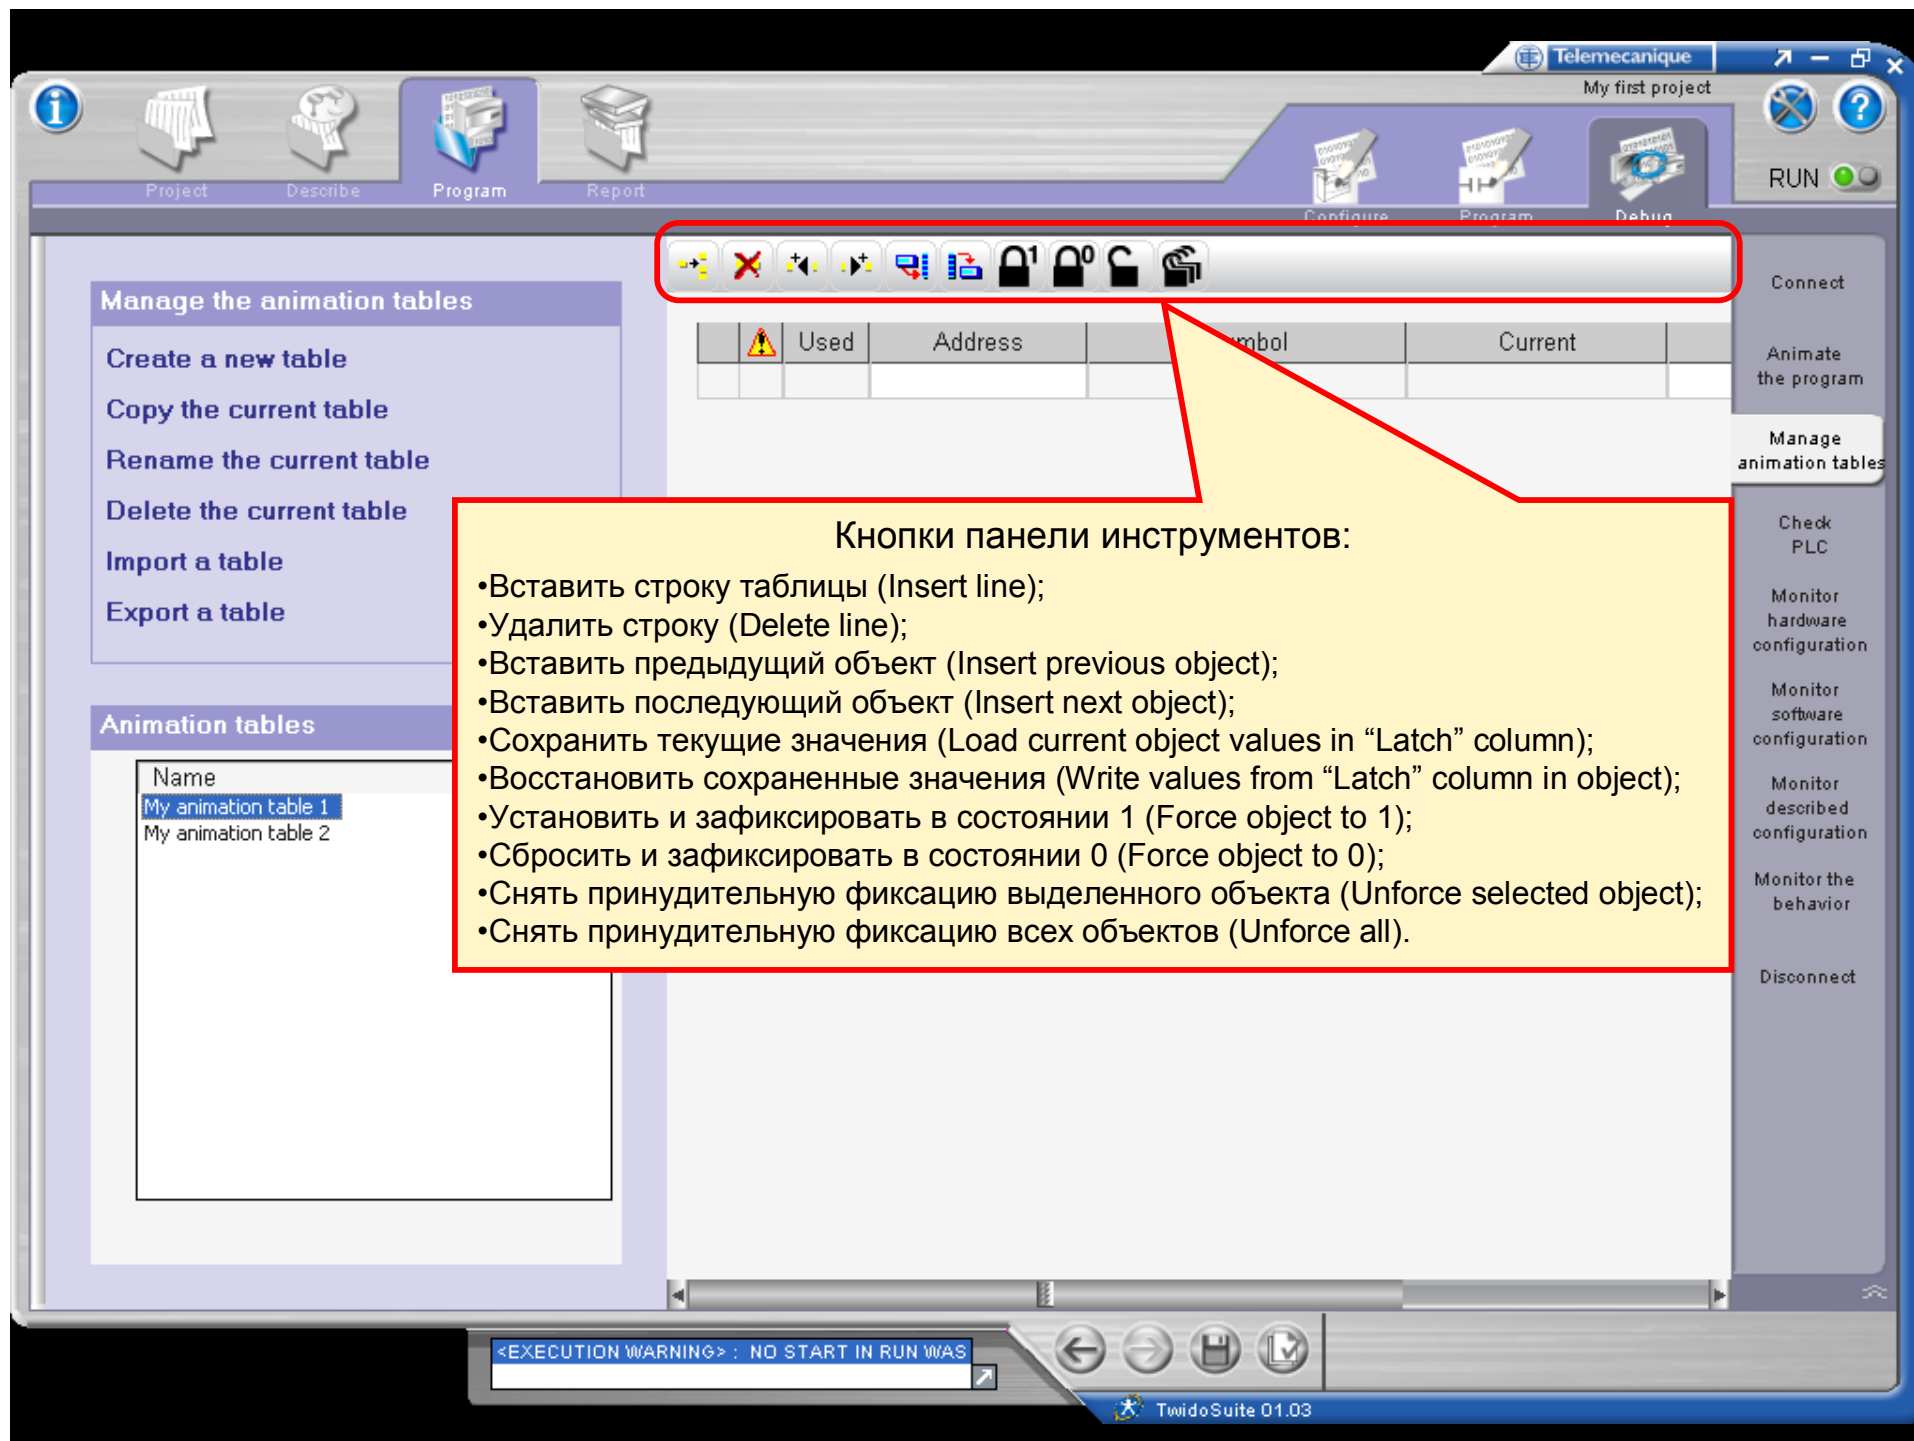 Telemecanique
My first project
Project
Describe
Program
Report
Configure
Program
Debug
RUN
Manage the animation tables
Create a new table
Copy the current table
Rename the current table
Delete the current table
Import a table
Export a table
Animation tables
Name
My animation table 1
My animation table 2
Used
Address
Current
Кнопки панели инструментов:
•Вставить строку таблицы (Insert line);
•Удалить строку (Delete line);
•Вставить предыдущий объект (Insert previous object);
•Вставить последующий объект (Insert next object);
•Сохранить текущие значения (Load current object values in “Latch” column);
•Восстановить сохраненные значения (Write values from “Latch” column in object);
•Установить и зафиксировать в состоянии 1 (Force object to 1);
•Сбросить и зафиксировать в состоянии 0 (Force object to 0);
•Снять принудительную фиксацию выделенного объекта (Unforce selected object);
•Снять принудительную фиксацию всех объектов (Unforce all).
Connect
Animate
the program
Manage
animation tables
Check
PLC
Monitor
hardware
configuration
Monitor
software
configuration
Monitor
described
configuration
Monitor the
behavior
Disconnect
<EXECUTION WARNING> : NO START IN RUN WAS
TwidoSuite 01.03